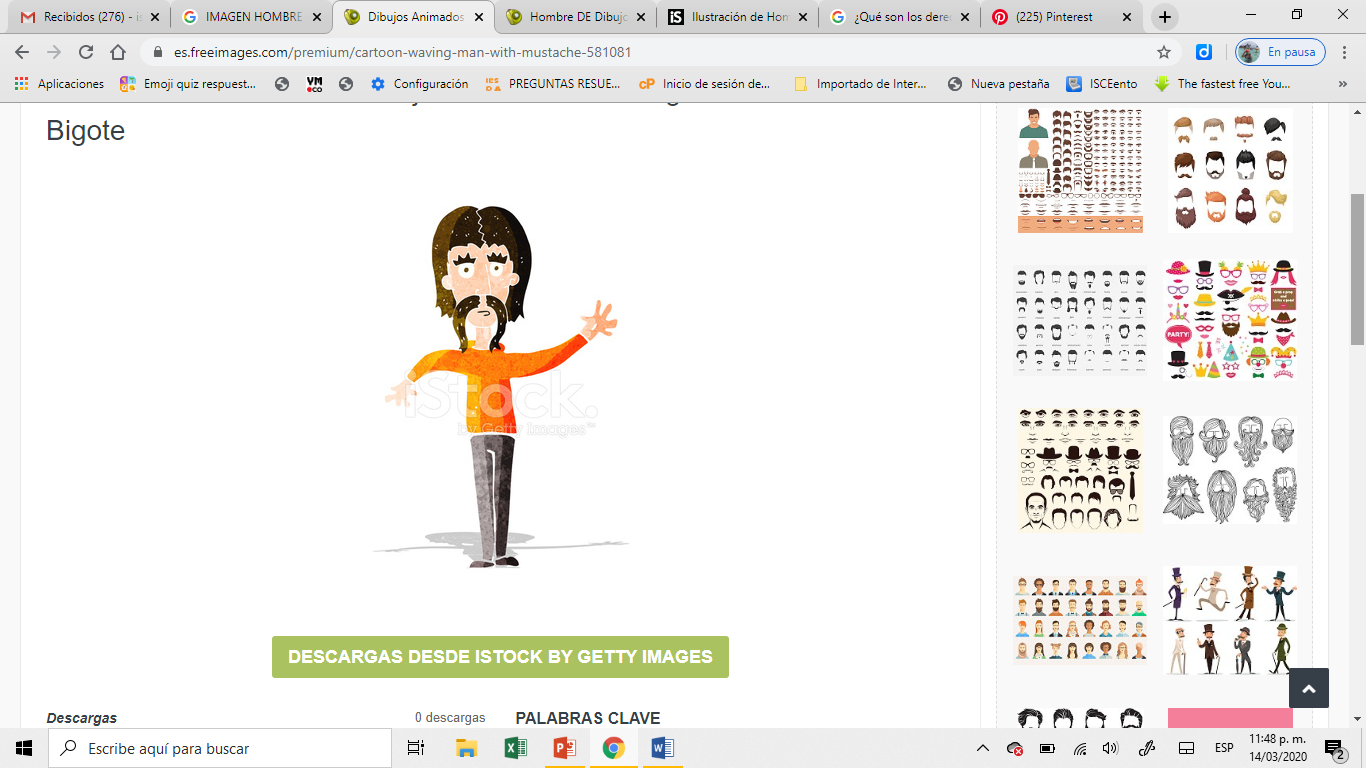 Recibidos (276) - is
IMAGEN HOMBRE
Dibujos Animados
Hombre DE Dibujo
Ilustración de Hom
¿Qué son los dere
(225) Pinterest
es.freeimages.com/premium/cartoon-waving-man-with-mustache-581081
En pausa
Aplicaciones
Emoji quiz respuest...
Configuración
PREGUNTAS RESUE...
Inicio de sesión de...
Importado de Inter...
Nueva pestaña
ISCEento
The fastest free You...
Bigote
iStock.
by Getty Images™
PARTY!
DESCARGAS DESDE ISTOCK BY GETTY IMAGES
Descargas
0 descargas
PALABRAS CLAVE
Escribe aquí para buscar
ESP
11:48 p. m.
14/03/2020
2